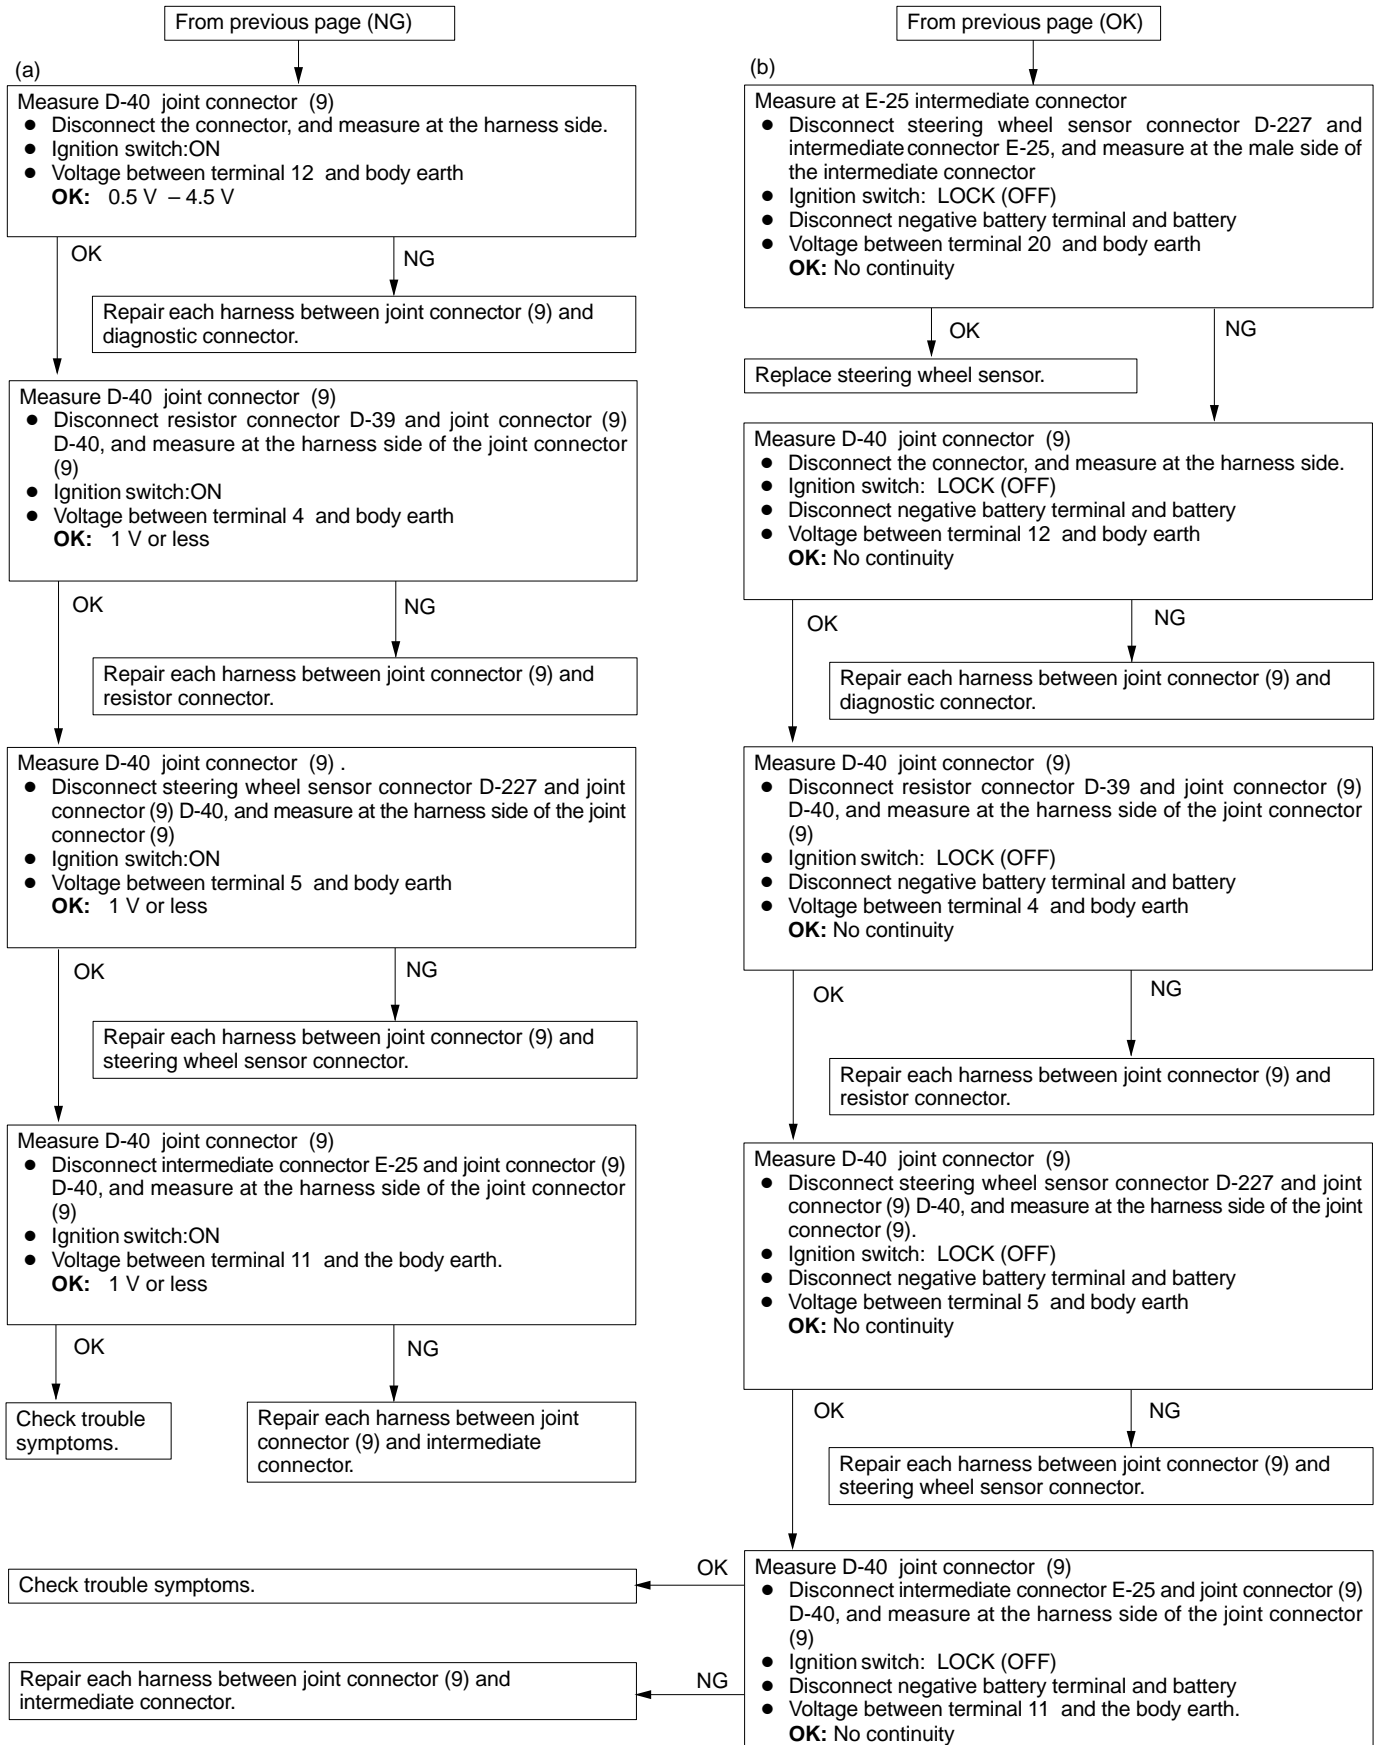 From previous page (NG)
(a)
Measure D-40 joint connector (9)
● Disconnect the connector, and measure at the harness side.
● Ignition switch:ON
● Voltage between terminal 12 and body earth
OK: 0.5 V – 4.5 V
OK
NG
Repair each harness between joint connector (9) and
diagnostic connector.
Measure D-40 joint connector (9)
● Disconnect resistor connector D-39 and joint connector (9)
D-40, and measure at the harness side of the joint connector
(9)
● Ignition switch:ON
● Voltage between terminal 4 and body earth
OK: 1 V or less
OK
NG
Repair each harness between joint connector (9) and
resistor connector.
Measure D-40 joint connector (9) .
● Disconnect steering wheel sensor connector D-227 and joint
connector (9) D-40, and measure at the harness side of the joint
connector (9)
● Ignition switch:ON
● Voltage between terminal 5 and body earth
OK: 1 V or less
OK
NG
Repair each harness between joint connector (9) and
steering wheel sensor connector.
Measure D-40 joint connector (9)
● Disconnect intermediate connector E-25 and joint connector (9)
D-40, and measure at the harness side of the joint connector
(9)
● Ignition switch:ON
● Voltage between terminal 11 and the body earth.
OK: 1 V or less
OK
NG
Check trouble
symptoms.
Repair each harness between joint
connector (9) and intermediate
connector.
From previous page (OK)
(b)
Measure at E-25 intermediate connector
● Disconnect steering wheel sensor connector D-227 and
intermediate connector E-25, and measure at the male side of
the intermediate connector
● Ignition switch: LOCK (OFF)
● Disconnect negative battery terminal and battery
● Voltage between terminal 20 and body earth
OK: No continuity
OK
NG
Replace steering wheel sensor.
Measure D-40 joint connector (9)
● Disconnect the connector, and measure at the harness side.
● Ignition switch: LOCK (OFF)
● Disconnect negative battery terminal and battery
● Voltage between terminal 12 and body earth
OK: No continuity
OK
NG
Repair each harness between joint connector (9) and
diagnostic connector.
Measure D-40 joint connector (9)
● Disconnect resistor connector D-39 and joint connector (9)
D-40, and measure at the harness side of the joint connector
(9)
● Ignition switch: LOCK (OFF)
● Disconnect negative battery terminal and battery
● Voltage between terminal 4 and body earth
OK: No continuity
OK
NG
Repair each harness between joint connector (9) and
resistor connector.
Measure D-40 joint connector (9)
● Disconnect steering wheel sensor connector D-227 and joint
connector (9) D-40, and measure at the harness side of the joint
connector (9).
● Ignition switch: LOCK (OFF)
● Disconnect negative battery terminal and battery
● Voltage between terminal 5 and body earth
OK: No continuity
OK
NG
Repair each harness between joint connector (9) and
steering wheel sensor connector.
Measure D-40 joint connector (9)
● Disconnect intermediate connector E-25 and joint connector (9)
D-40, and measure at the harness side of the joint connector
(9)
● Ignition switch: LOCK (OFF)
● Disconnect negative battery terminal and battery
● Voltage between terminal 11 and the body earth.
OK: No continuity
OK
Check trouble symptoms.
NG
Repair each harness between joint connector (9) and
intermediate connector.